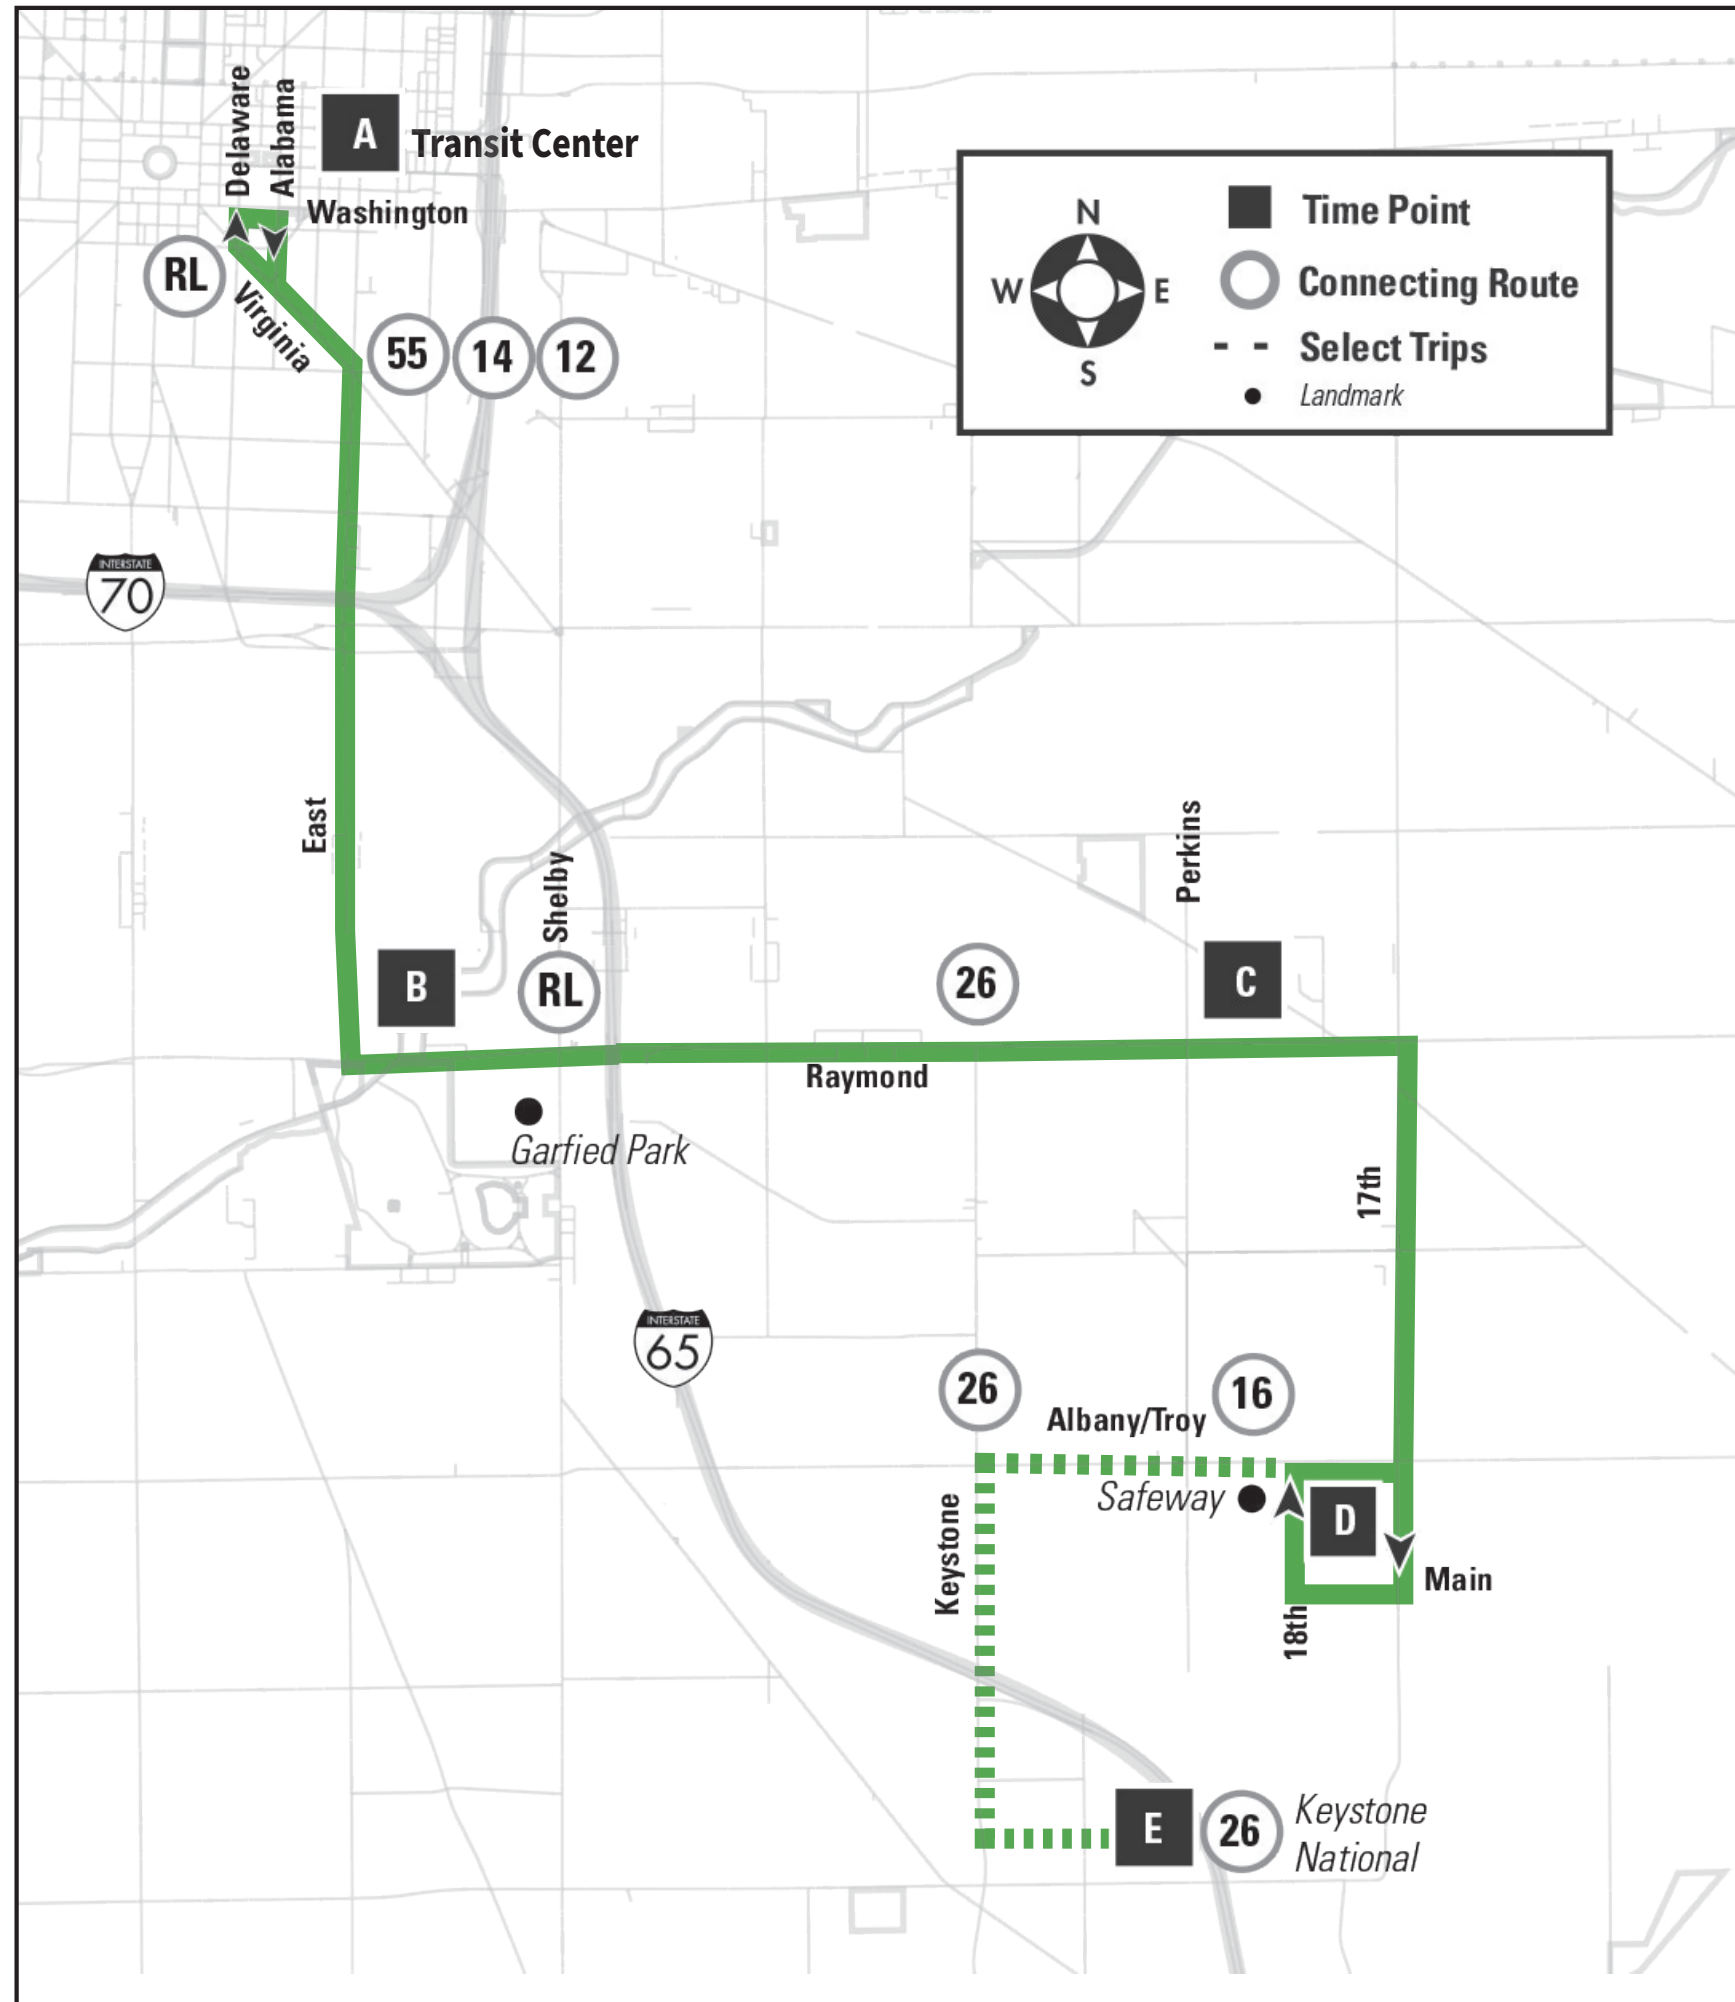 Delaware
Alabama
A
Transit Center
Washington
RL
Virginia
55
14
12
N
W
E
S
Time Point
Connecting Route
Select Trips
Landmark
INTERSTATE
70
East
Shelby
Perkins
B
RL
26
C
Raymond
Garfied Park
17th
INTERSTATE
65
26
16
Albany/Troy
Safeway
D
Keystone
Main
18th
E
26
Keystone
National